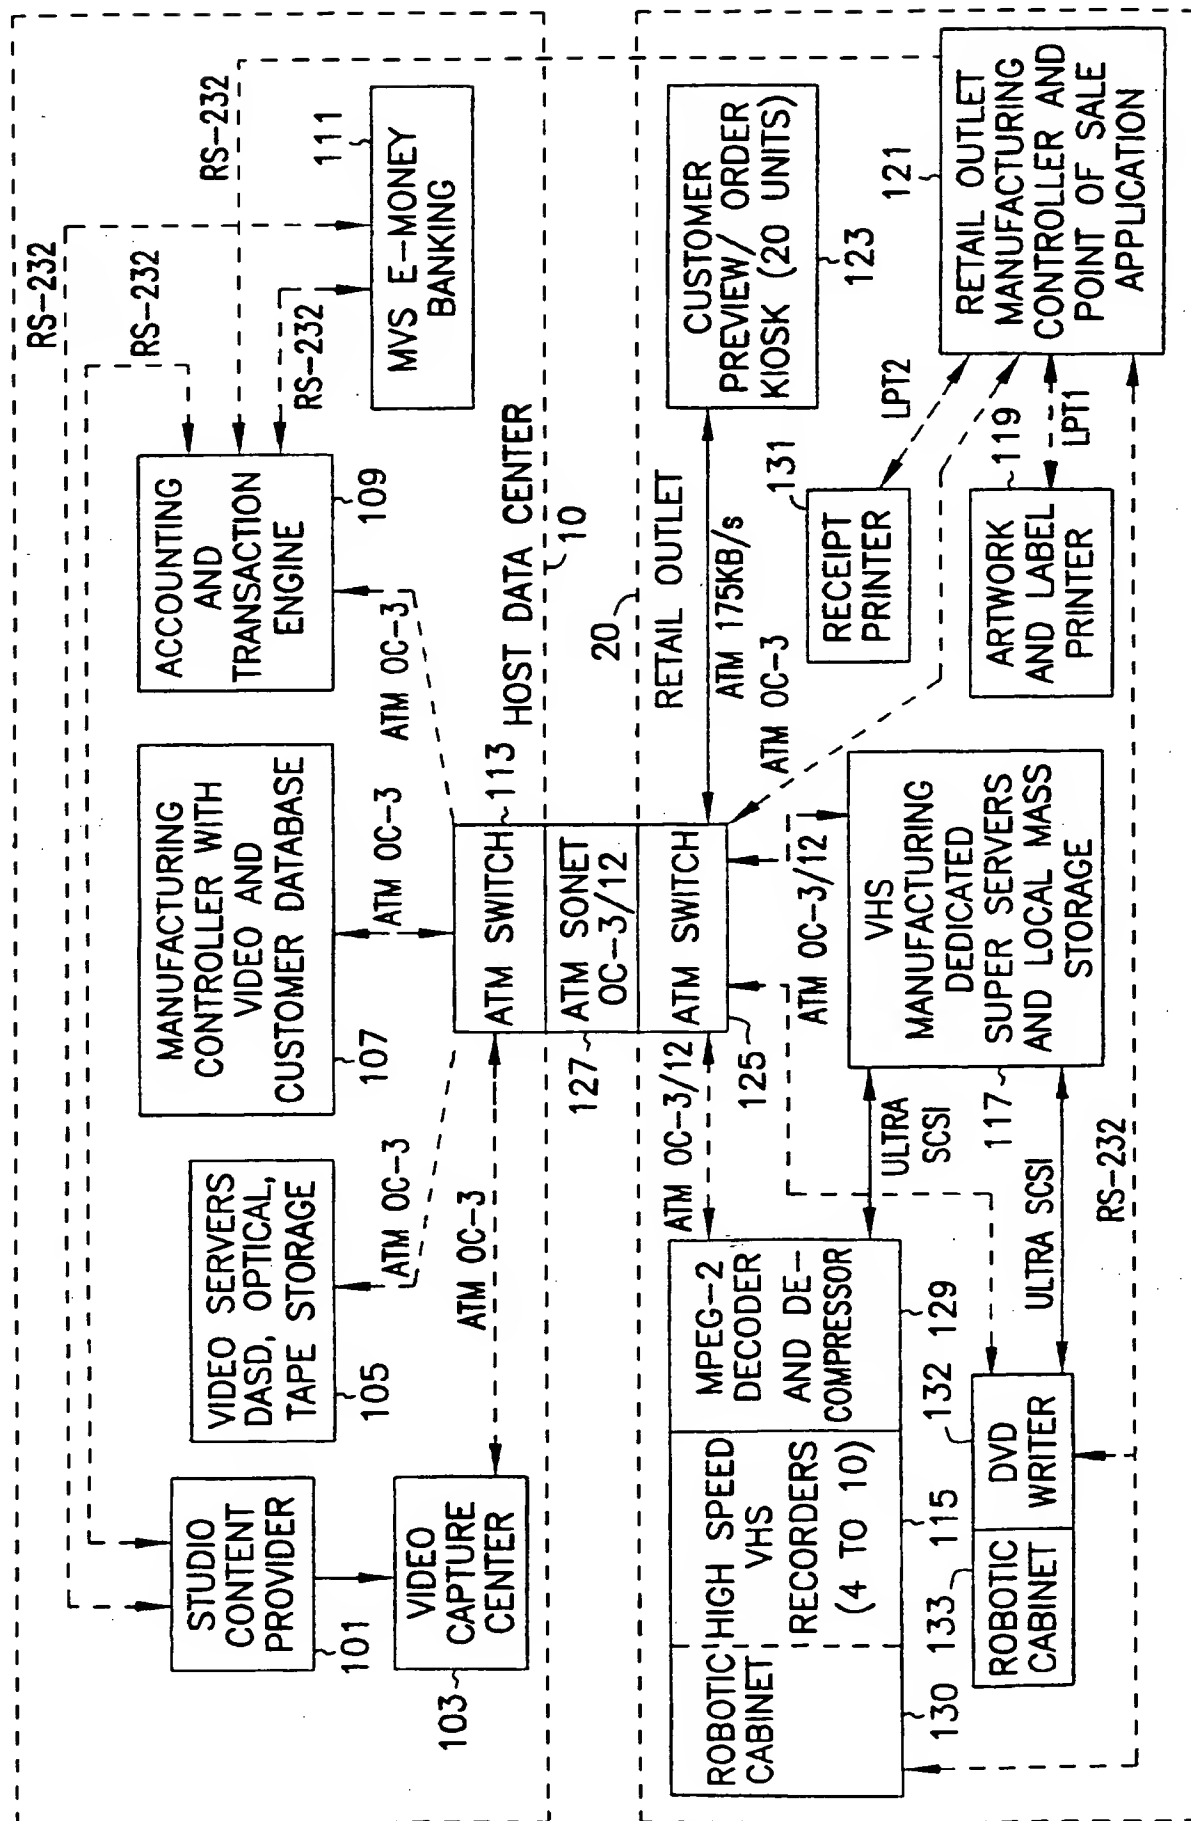 STUDIO
CONTENT
PROVIDER
101
VIDEO
CAPTURE
CENTER
103
VIDEO SERVERS
DASD, OPTICAL,
TAPE STORAGE
105
MANUFACTURING
CONTROLLER WITH
VIDEO AND
CUSTOMER DATABASE
107
ACCOUNTING
AND
TRANSACTION
ENGINE
109
MVS E-MONEY
BANKING
111
RS-232
RS-232
RS-232
RS-232
ATM OC-3
ATM OC-3
ATM OC-3
ATM OC-3
ATM SWITCH
113
HOST DATA CENTER
10
ATM SONET
OC-3/12
127
20
RETAIL OUTLET
ATM SWITCH
125
ATM OC-3/12
ATM 175KB/s
ATM OC-3
ATM OC-3/12
CUSTOMER
PREVIEW/ ORDER
KIOSK (20 UNITS)
123
ROBOTIC
CABINET
130
HIGH SPEED
VHS
RECORDERS
(4 TO 10)
115
MPEG-2
DECODER
AND DE-
COMPRESSOR
129
ULTRA
SCSI
VHS
MANUFACTURING
DEDICATED
SUPER SERVERS
AND LOCAL MASS
STORAGE
117
ULTRA SCSI
RECEIPT
PRINTER
131
LPT2
ARTWORK
AND LABEL
PRINTER
119
LPT1
RETAIL OUTLET
MANUFACTURING
CONTROLLER AND
POINT OF SALE
APPLICATION
121
ROBOTIC
CABINET
133
DVD
WRITER
132
RS-232